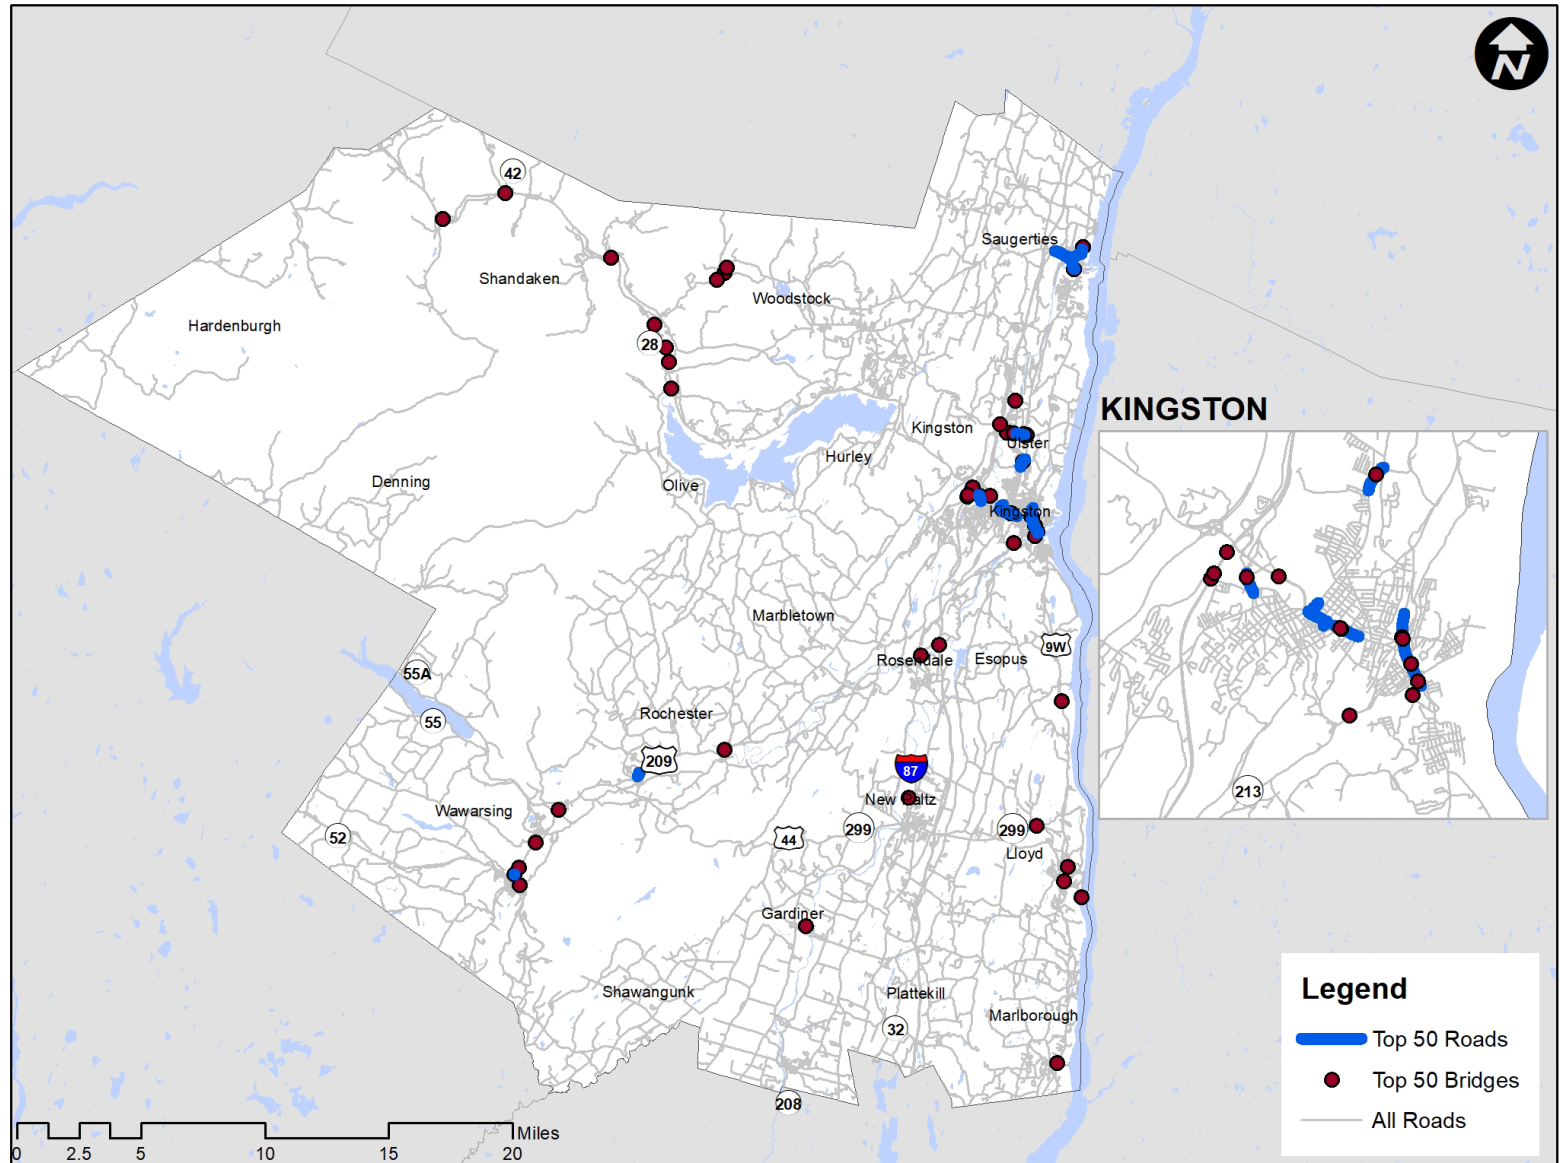 N
42
Saugerties
Shandaken
Woodstock
Hardenburgh
28
KINGSTON
Kingston
Ulster
Hurley
Denning
Olive
Kingston
Marbletown
9W
Rosendale
Esopus
55A
Rochester
55
209
87
213
New Paltz
Wawarsing
299
299
52
44
Lloyd
Gardiner
Shawangunk
Plattekill
Marlborough
32
208
Legend
Top 50 Roads
Top 50 Bridges
All Roads
Miles
0 2.5 5 10 15 20